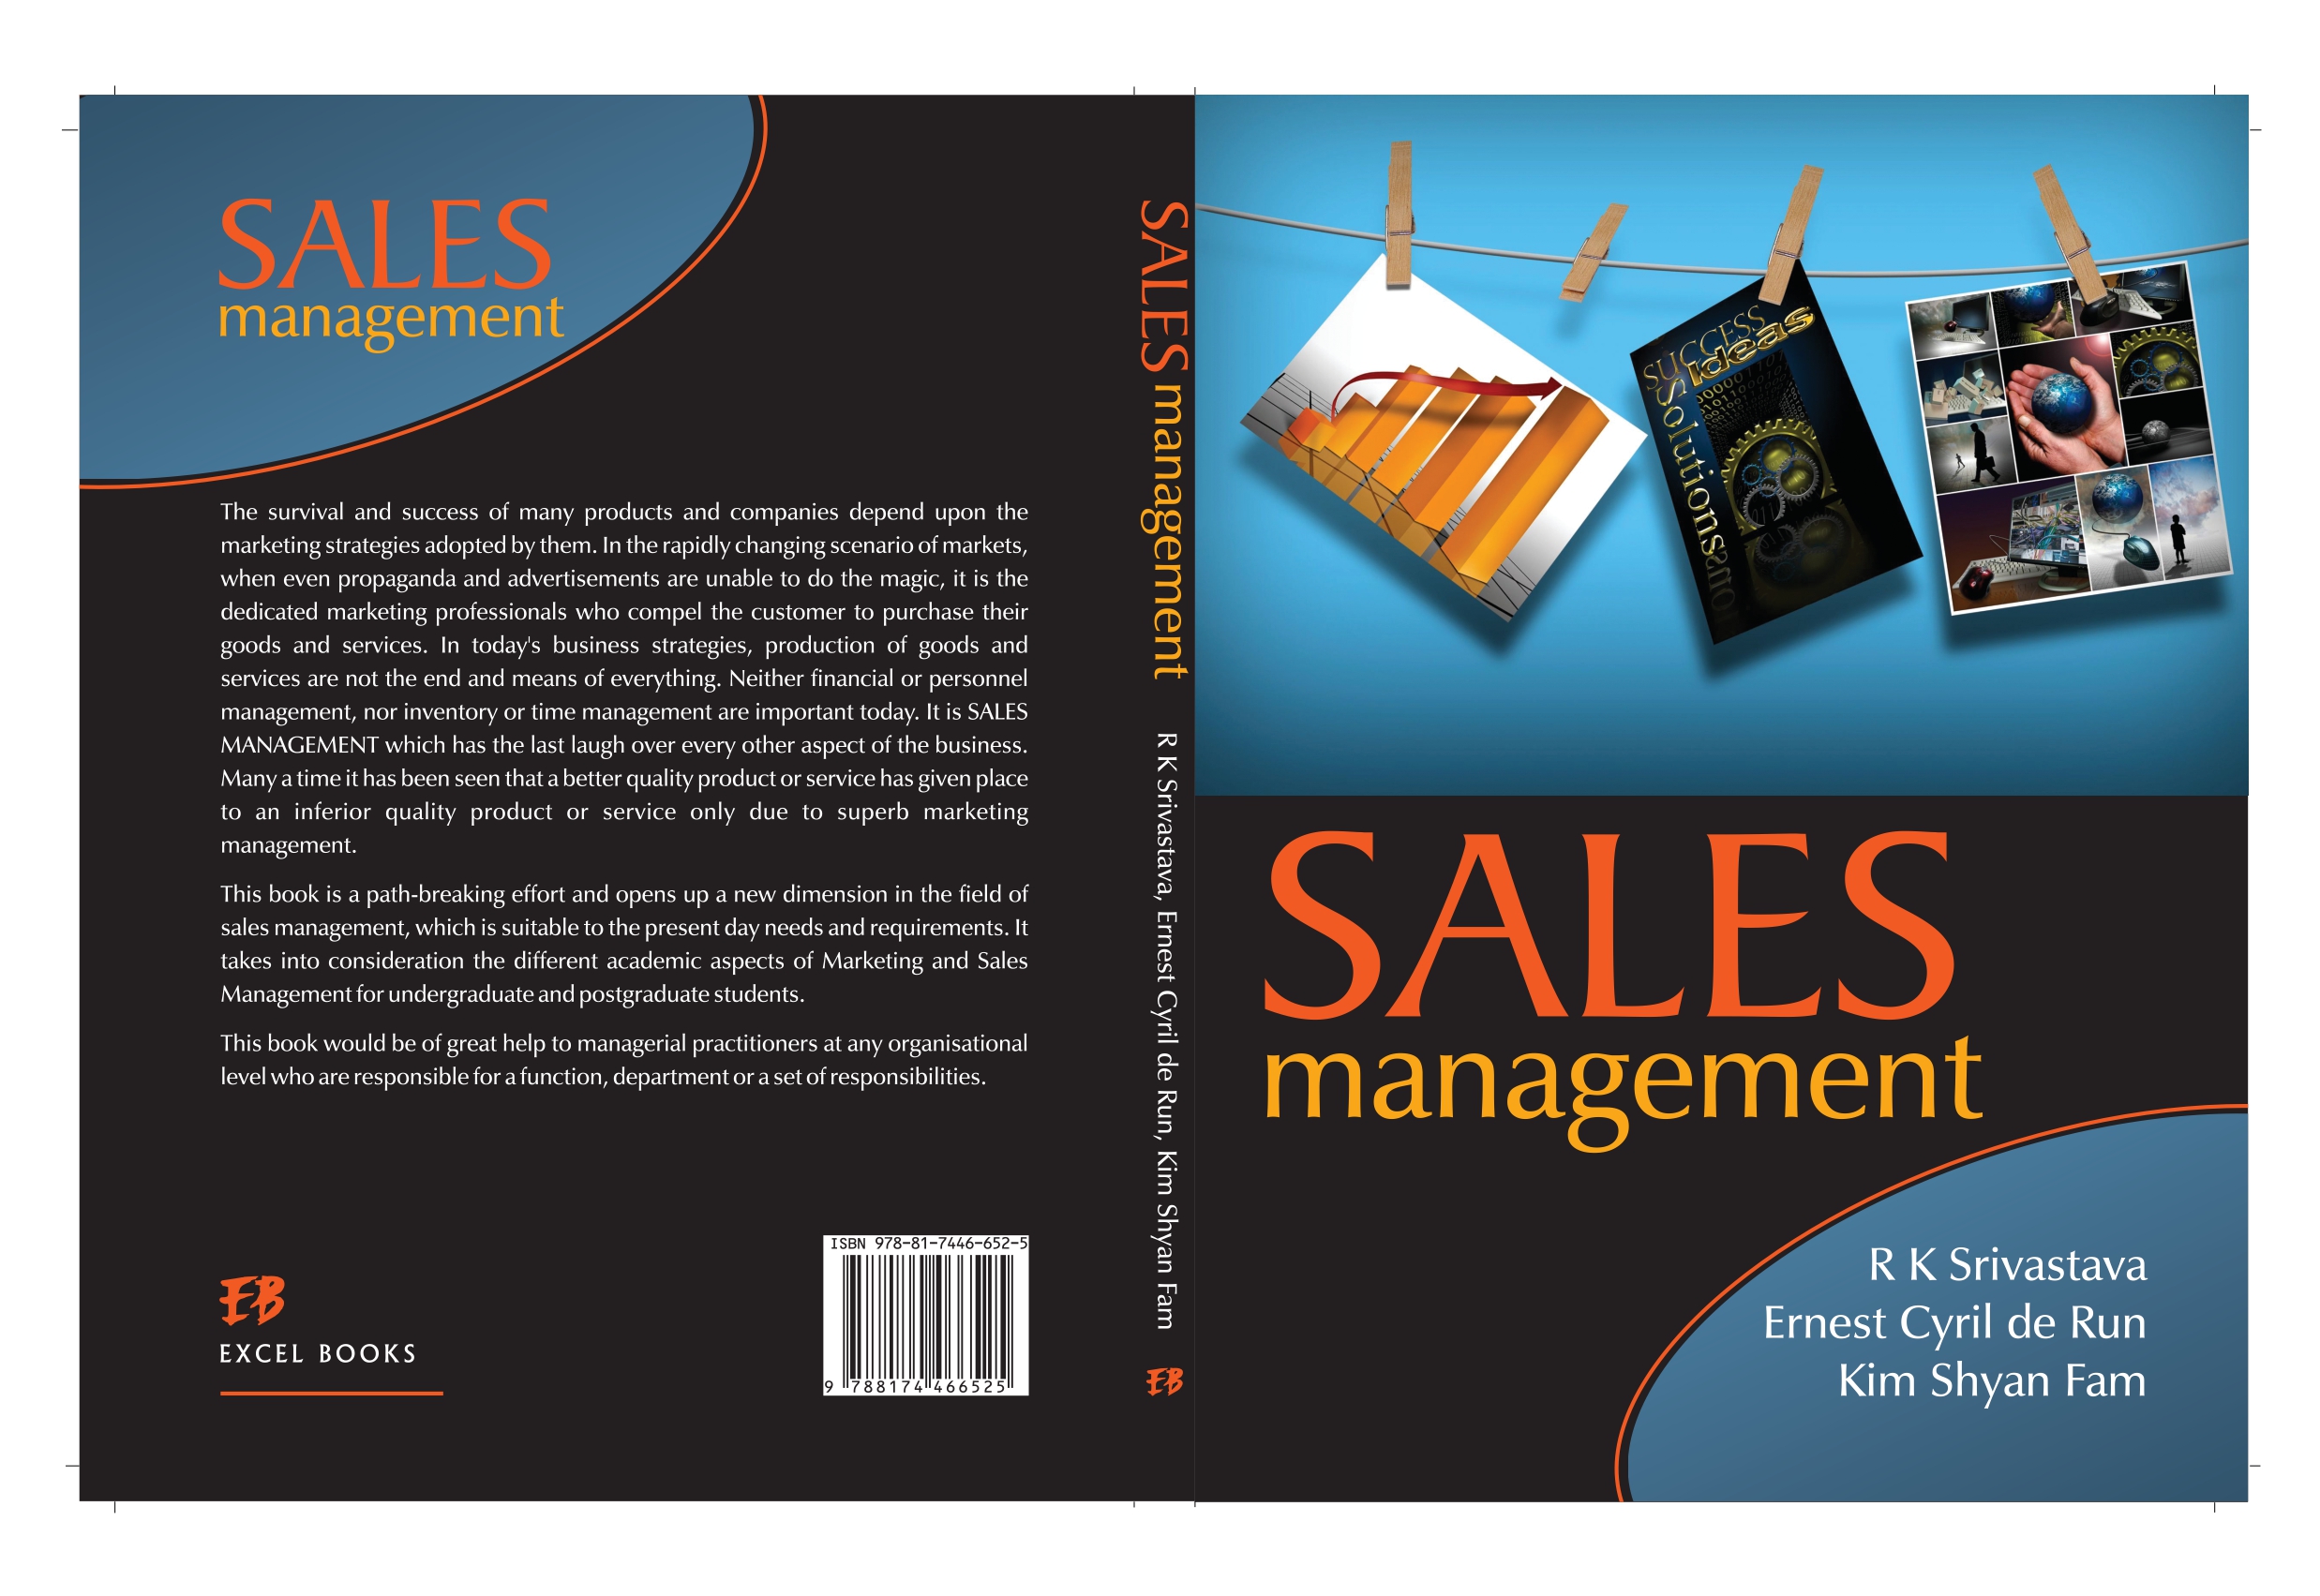 SALES
management
The survival and success of many products and companies depend upon the
marketing strategies adopted by them. In the rapidly changing scenario of markets,
when even propaganda and advertisements are unable to do the magic, it is the
dedicated marketing professionals who compel the customer to purchase their
goods and services. In today's business strategies, production of goods and
services are not the end and means of everything. Neither financial or personnel
management, nor inventory or time management are important today. It is SALES
MANAGEMENT which has the last laugh over every other aspect of the business.
Many a time it has been seen that a better quality product or service has given place
to an inferior quality product or service only due to superb marketing
management.
This book is a path-breaking effort and opens up a new dimension in the field of
sales management, which is suitable to the present day needs and requirements. It
takes into consideration the different academic aspects of Marketing and Sales
Management for undergraduate and postgraduate students.
This book would be of great help to managerial practitioners at any organisational
level who are responsible for a function, department or a set of responsibilities.
EB
EXCEL BOOKS
ISBN 978-81-7446-652-5
9 788174 466525
SALES management R K Srivastava, Ernest Cyril de Run, Kim Shyan Fam EB
SUCCESS
Ideas
Solutions
SALES
management
R K Srivastava
Ernest Cyril de Run
Kim Shyan Fam